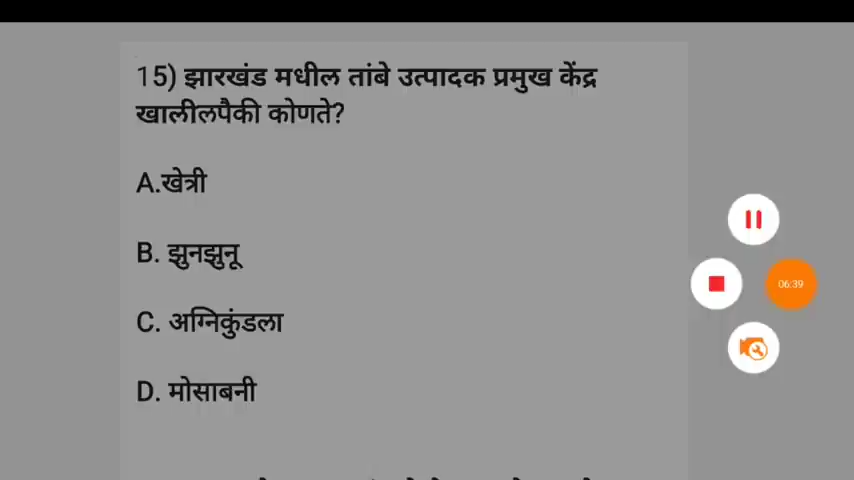 15) झारखंड मधील तांबे उत्पादक प्रमुख केंद्र
खालीलपैकी कोणते?
A.खेत्री
B. झुनझुनू
C. अग्निकुंडला
D. मोसाबनी
06:39